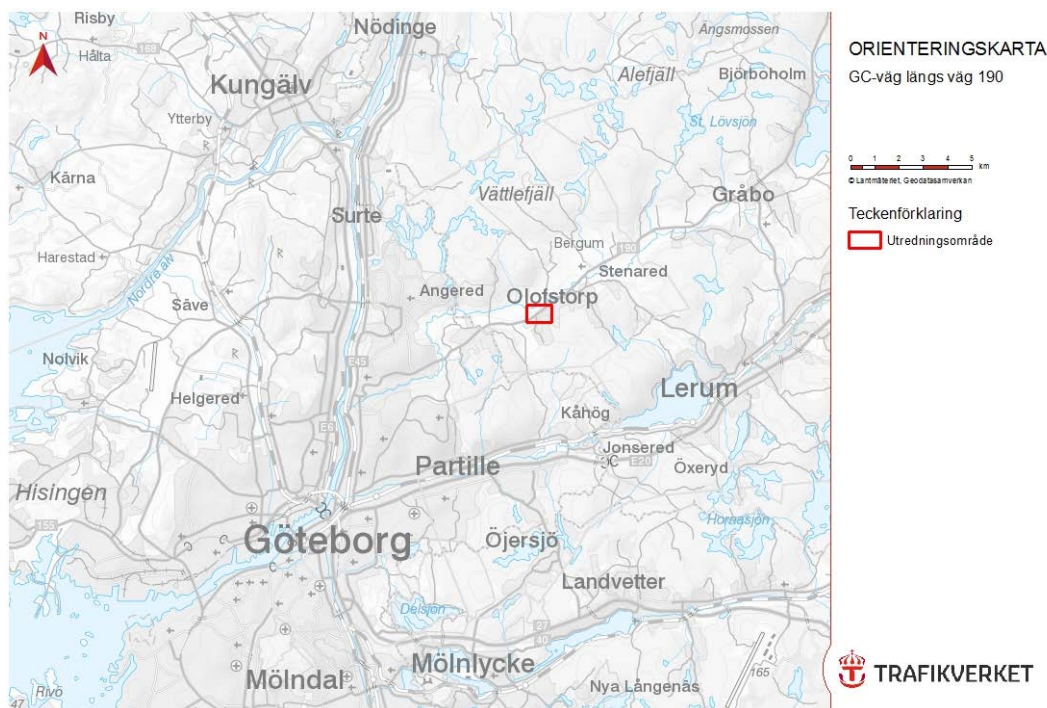 Risby
Nödinge
Ängsmossen
N
168
Hålta
Alefjäll
Björboholm
Kungälv
Ytterby
St. Lövsjön
Kärna
Vättlefjäll
Gråbo
Surte
Bergum
190
Harestad
Stenared
Nordre älv
Angered
Olofstorp
Säve
Nolvik
E45
Lerum
Helgered
Kåhög
E6
Jonsered
Partille
E20
Öxeryd
Hisingen
155
Göteborg
Öjersjö
Landvetter
Delsjön
27
40
Mölnlycke
Mölndal
165
Rivö
Nya Långenäs
47
ORIENTERINGSKARTA
GC-väg längs väg 190
0 1 2 3 4 5
km
© Lantmäteriet, Geodatasamverkan
Teckenförklaring
Utredningsområde
TRAFIKVERKET